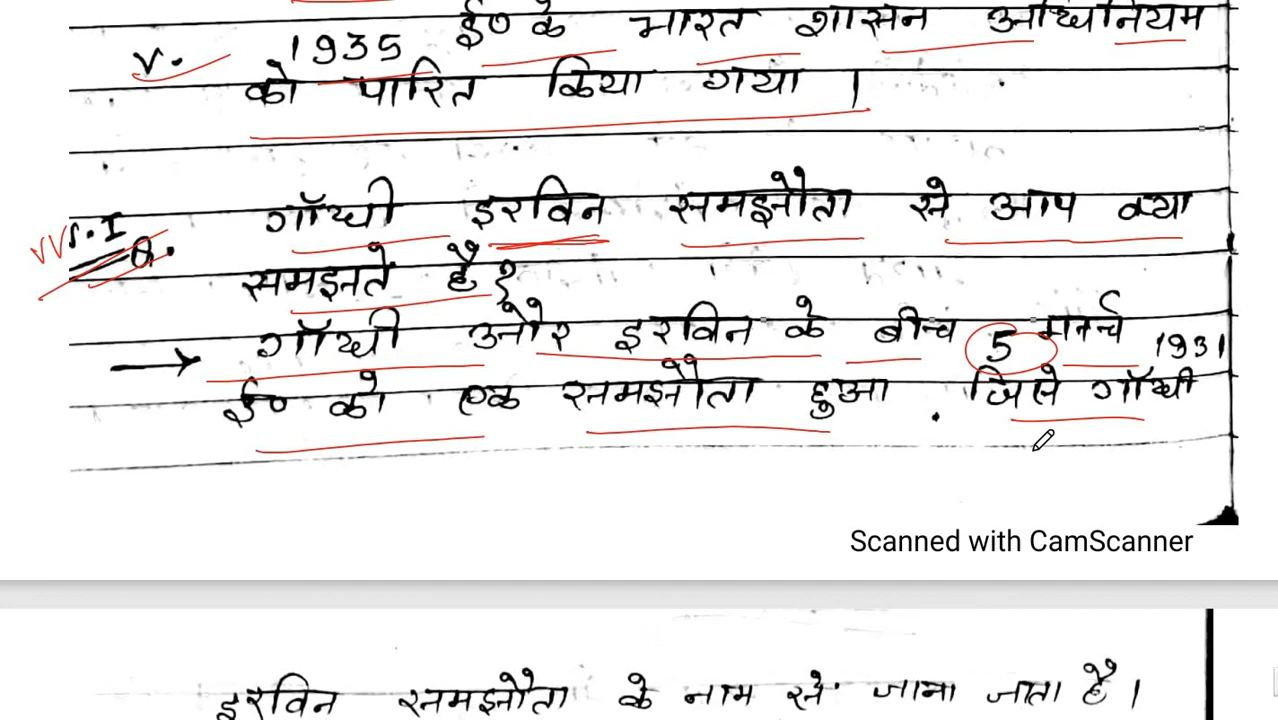 V. 1935 ई० के भारत शासन अधिनियम
को पारित किया गया ।
VV.I
Q. गाँधी इरविन समझौता से आप क्या
समझते है ?
→ गाँधी और इरविन के बीच 5 मार्च 1931
ई० को एक समझौता हुआ . जिसे गाँधी
Scanned with CamScanner
इरविन समझौता के नाम से जाना जाता है ।